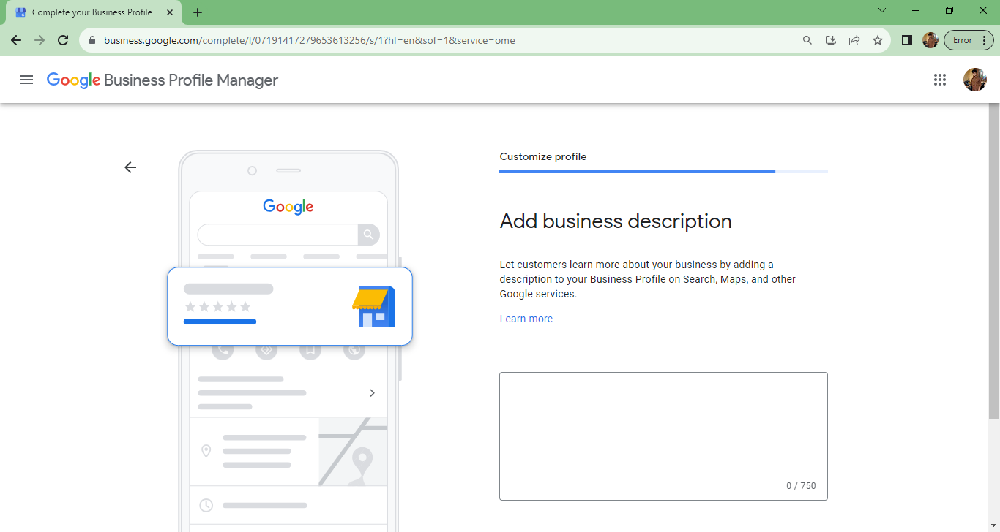 Complete your Business Profile
business.google.com/complete/l/07191417279653613256/s/1?hl=en&sof=1&service=ome
Error
Google Business Profile Manager
Customize profile
Google
Add business description
Let customers learn more about your business by adding a
description to your Business Profile on Search, Maps, and other
Google services.
Learn more
0 / 750